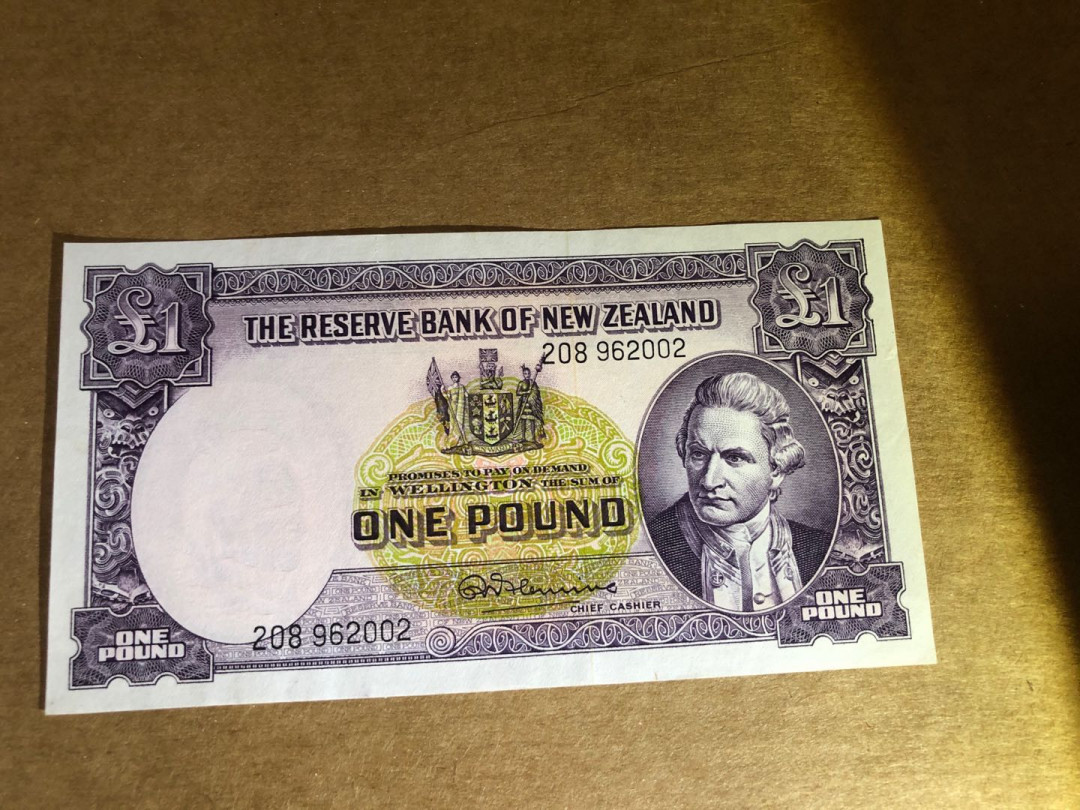 £1
£1
THE RESERVE BANK OF NEW ZEALAND
208 962002
PROMISES TO PAY ON DEMAND
IN WELLINGTON THE SUM OF
ONE POUND
CHIEF CASHIER
ONE
POUND
208 962002
ONE
POUND